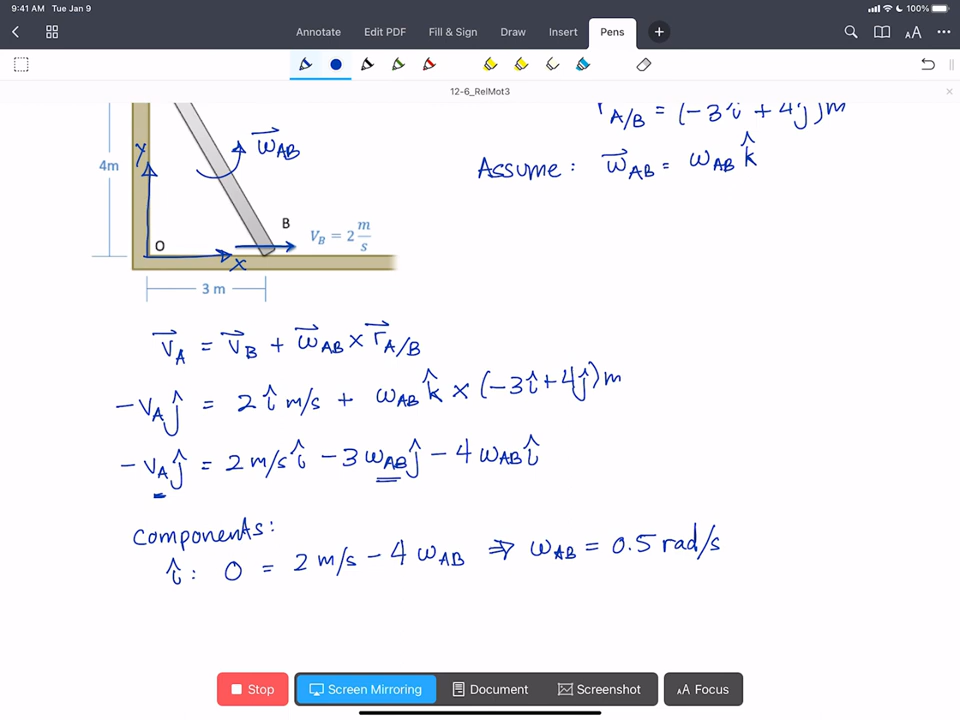 9:41 AM Tue Jan 9
100%
Annotate Edit PDF Fill & Sign Draw Insert Pens +
AA
12-6_RelMot3
r A/B = (-3î + 4ĵ)m
Assume : ω⃗AB = ωAB k̂
4m
y
ω⃗AB
B
VB = 2 m/s
O
x
3 m
V⃗A = V⃗B + ω⃗AB × r⃗A/B
-VA ĵ = 2 î m/s + ωAB k̂ × (-3î+4ĵ)m
-VA ĵ = 2 m/s î - 3 ωAB ĵ - 4 ωAB î
Components:
î: 0 = 2 m/s - 4 ωAB ⇒ ωAB = 0.5 rad/s
Stop Screen Mirroring Document Screenshot AA Focus